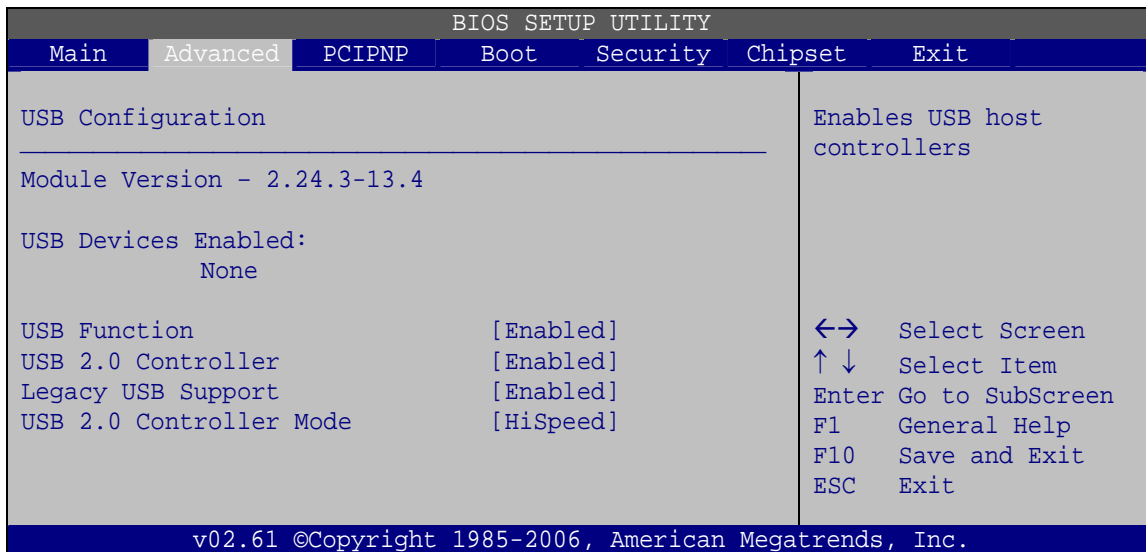 BIOS SETUP UTILITY
Main Advanced PCIPNP Boot Security Chipset Exit
USB Configuration
Module Version – 2.24.3-13.4
USB Devices Enabled:
None
USB Function [Enabled]
USB 2.0 Controller [Enabled]
Legacy USB Support [Enabled]
USB 2.0 Controller Mode [HiSpeed]
Enables USB host
controllers
←→ Select Screen
↑ ↓ Select Item
Enter Go to SubScreen
F1 General Help
F10 Save and Exit
ESC Exit
v02.61 ©Copyright 1985-2006, American Megatrends, Inc.